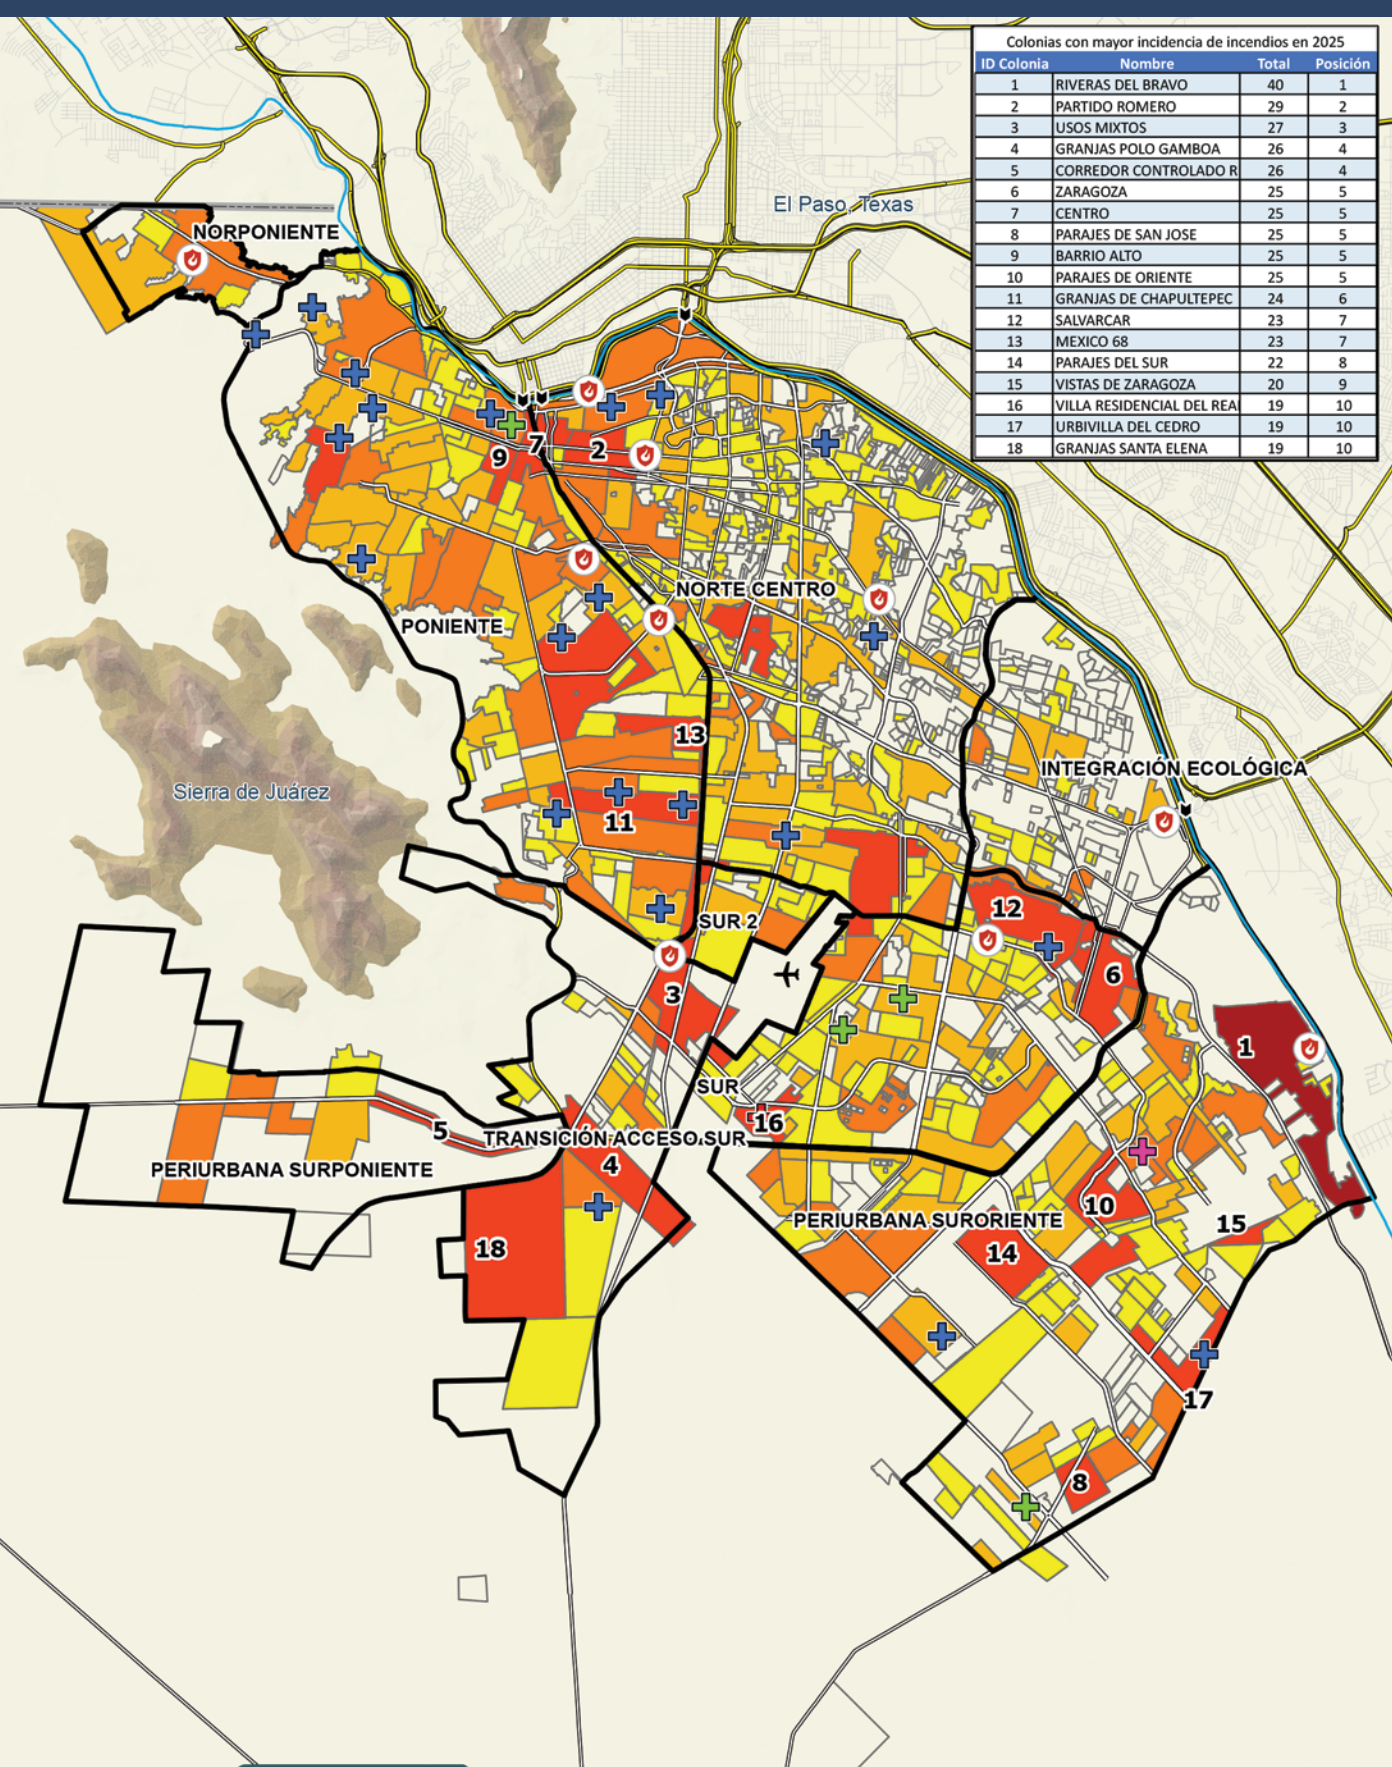 Colonias con mayor incidencia de incendios en 2025
ID Colonia Nombre Total Posición
1 RIVERAS DEL BRAVO 40 1
2 PARTIDO ROMERO 29 2
3 USOS MIXTOS 27 3
4 GRANJAS POLO GAMBOA 26 4
5 CORREDOR CONTROLADO R 26 4
6 ZARAGOZA 25 5
7 CENTRO 25 5
8 PARAJES DE SAN JOSE 25 5
9 BARRIO ALTO 25 5
10 PARAJES DE ORIENTE 25 5
11 GRANJAS DE CHAPULTEPEC 24 6
12 SALVARCAR 23 7
13 MEXICO 68 23 7
14 PARAJES DEL SUR 22 8
15 VISTAS DE ZARAGOZA 20 9
16 VILLA RESIDENCIAL DEL REA 19 10
17 URBIVILLA DEL CEDRO 19 10
18 GRANJAS SANTA ELENA 19 10
El Paso, Texas
NORPONIENTE
7
2
9
NORTE CENTRO
PONIENTE
13
INTEGRACIÓN ECOLÓGICA
Sierra de Juárez
11
12
SUR 2
6
3
1
SUR
16
5
TRANSICIÓN ACCESO SUR
4
PERIURBANA SURPONIENTE
10
PERIURBANA SURORIENTE
15
18
14
17
8